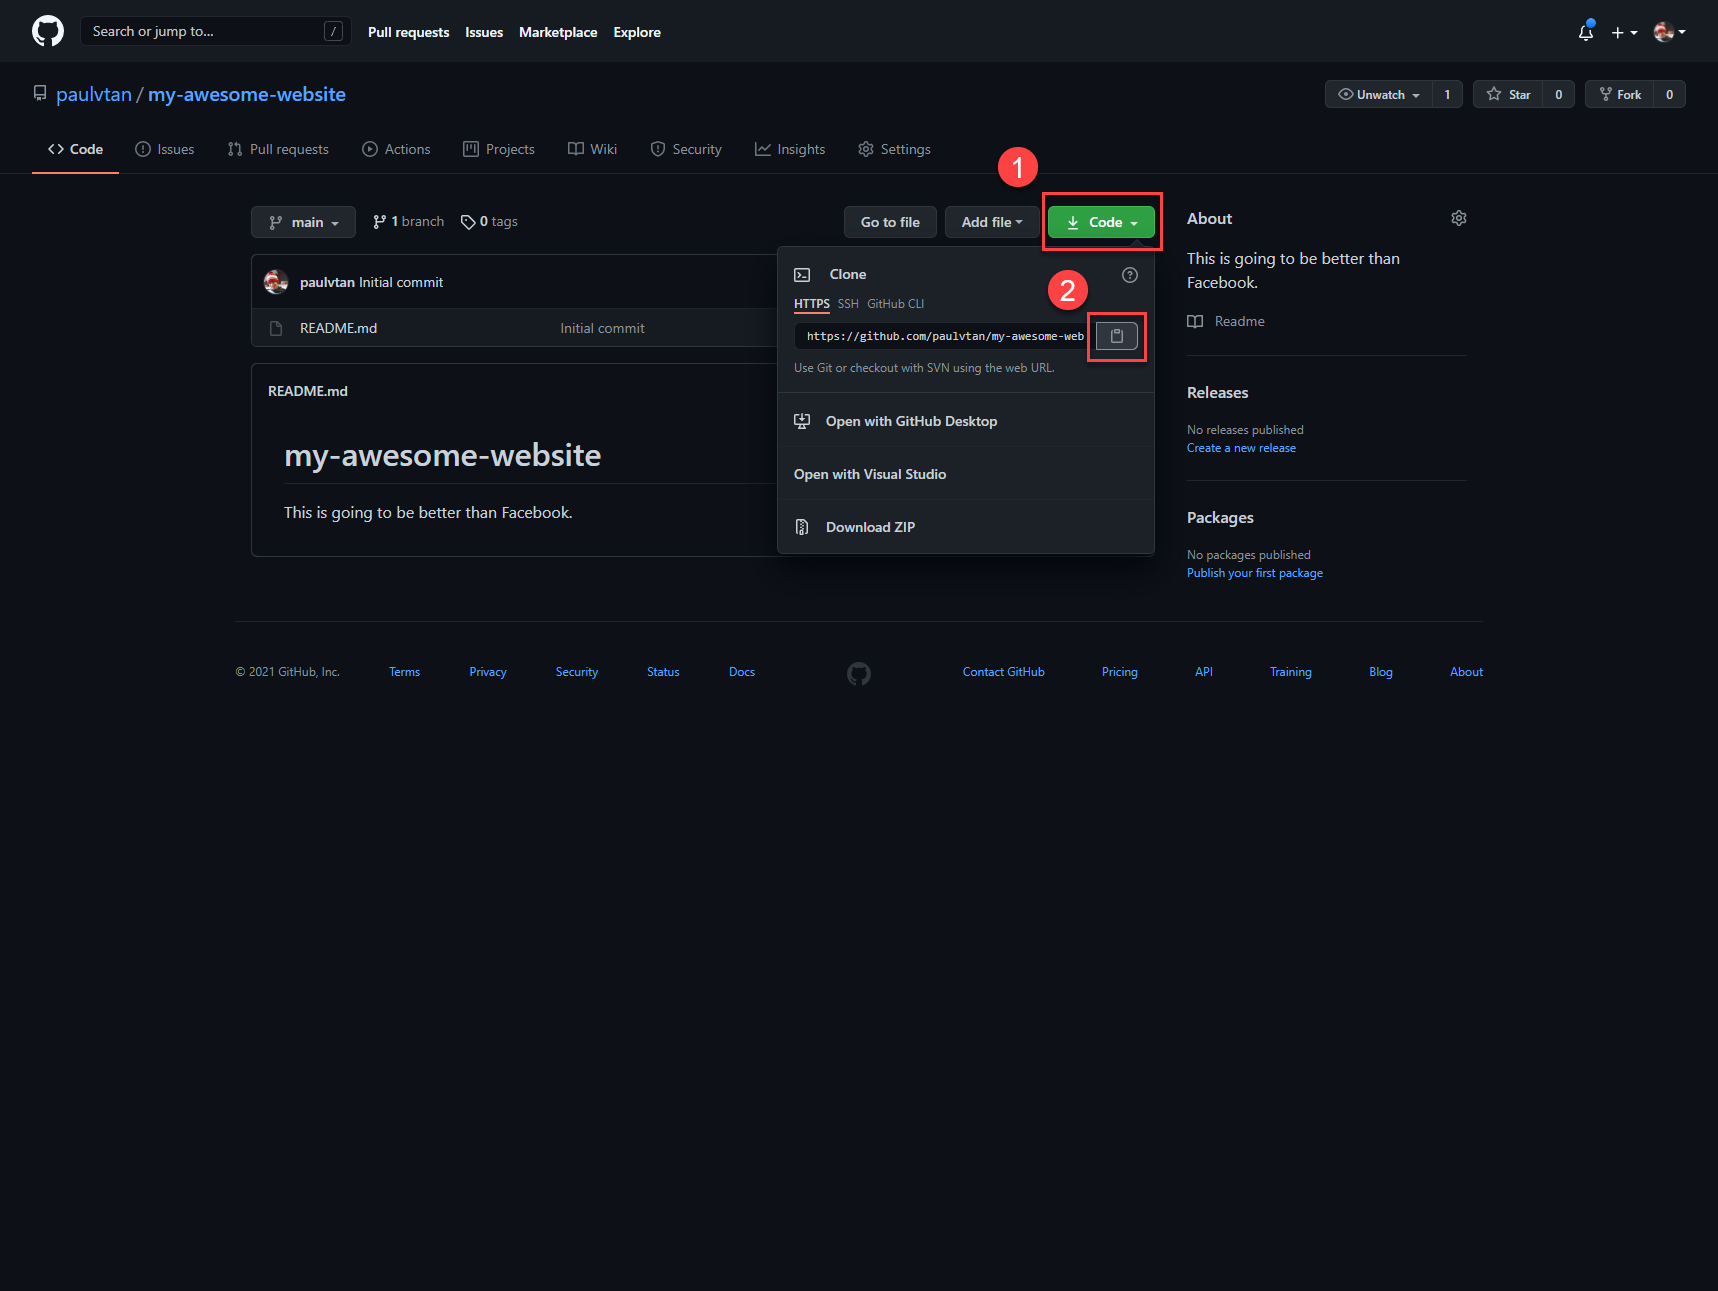 Search or jump to... /
Pull requests Issues Marketplace Explore
paulvtan / my-awesome-website
Unwatch 1 Star 0 Fork 0
Code Issues Pull requests Actions Projects Wiki Security Insights Settings
1
main 1 branch 0 tags
Go to file Add file Code
paulvtan Initial commit
README.md Initial commit
Clone
2
HTTPS SSH GitHub CLI
https://github.com/paulvtan/my-awesome-web
Use Git or checkout with SVN using the web URL.
Open with GitHub Desktop
Open with Visual Studio
Download ZIP
README.md
my-awesome-website
This is going to be better than Facebook.
About
This is going to be better than
Facebook.
Readme
Releases
No releases published
Create a new release
Packages
No packages published
Publish your first package
© 2021 GitHub, Inc. Terms Privacy Security Status Docs Contact GitHub Pricing API Training Blog About